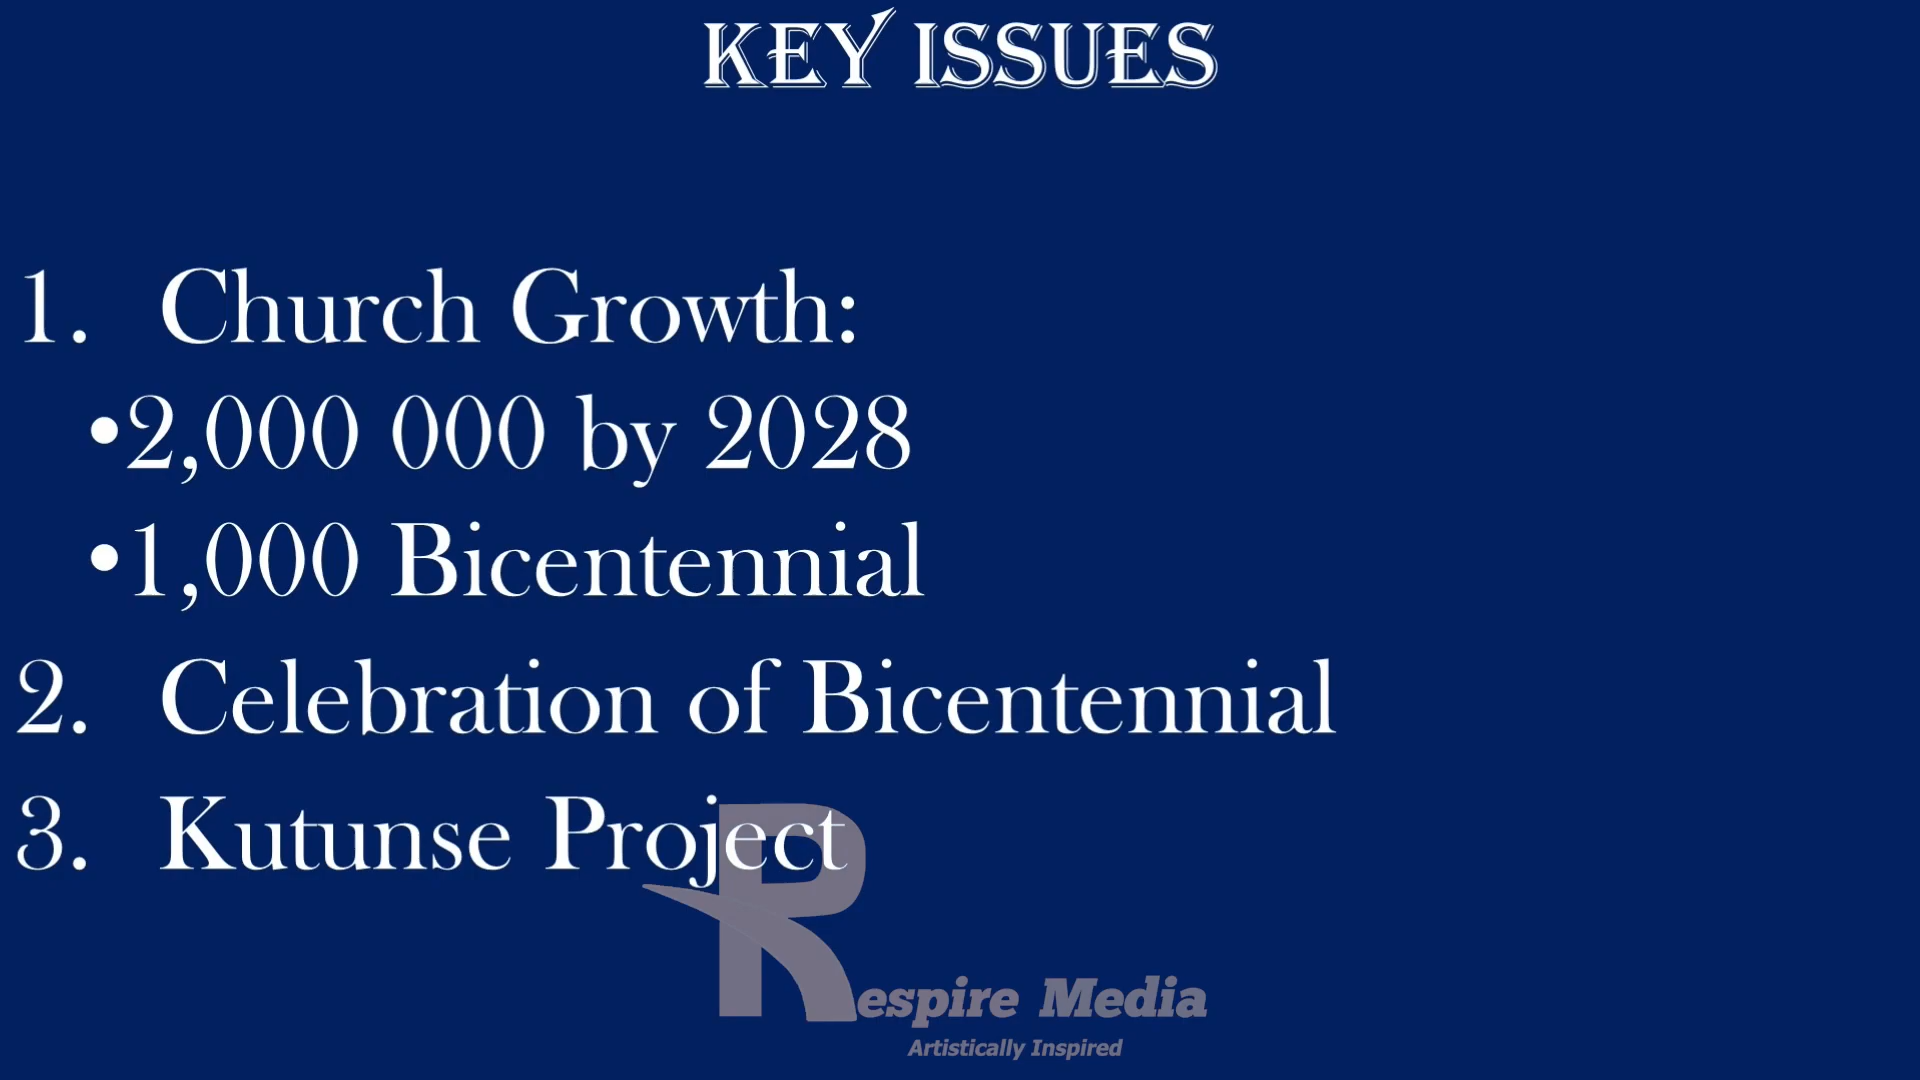 KEY ISSUES
1. Church Growth:
•2,000 000 by 2028
•1,000 Bicentennial
2. Celebration of Bicentennial
3. Kutunse Project
Respire Media
Artistically Inspired